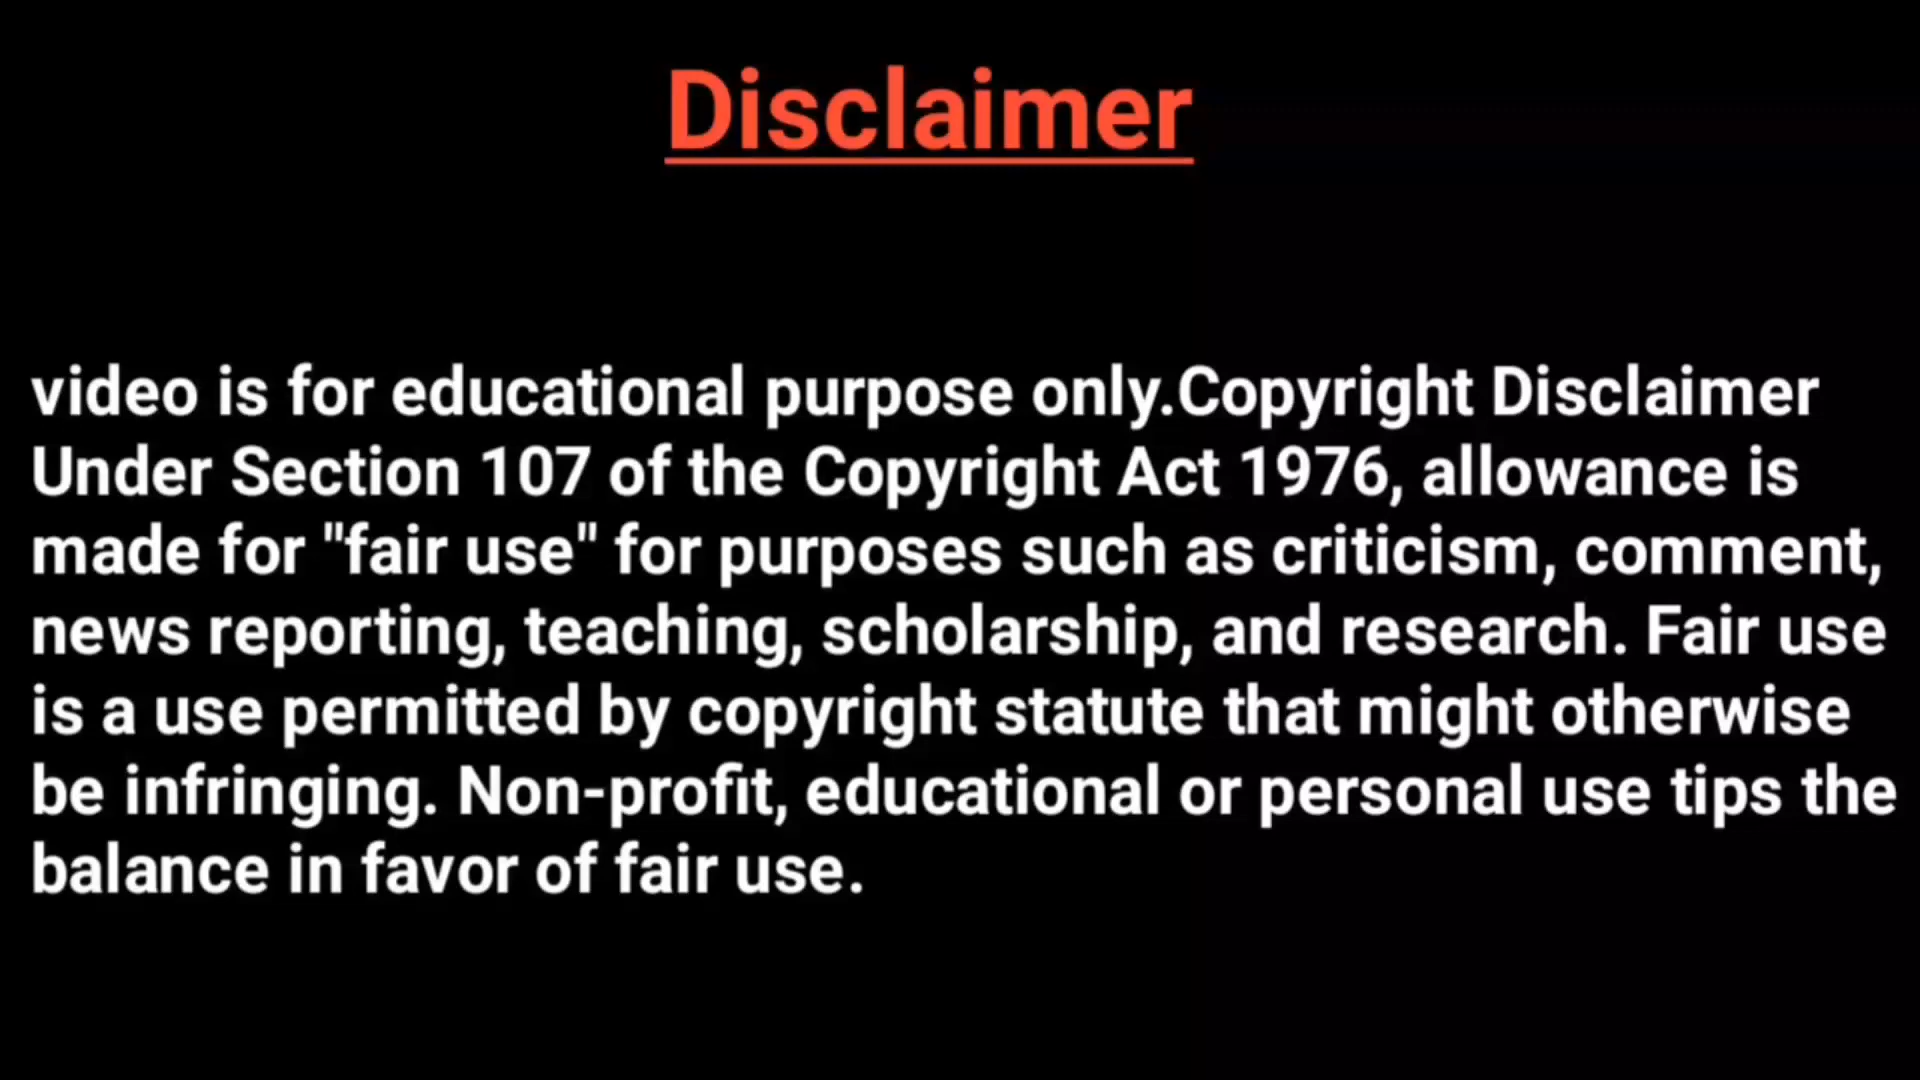 Disclaimer
video is for educational purpose only.Copyright Disclaimer
Under Section 107 of the Copyright Act 1976, allowance is
made for "fair use" for purposes such as criticism, comment,
news reporting, teaching, scholarship, and research. Fair use
is a use permitted by copyright statute that might otherwise
be infringing. Non-profit, educational or personal use tips the
balance in favor of fair use.